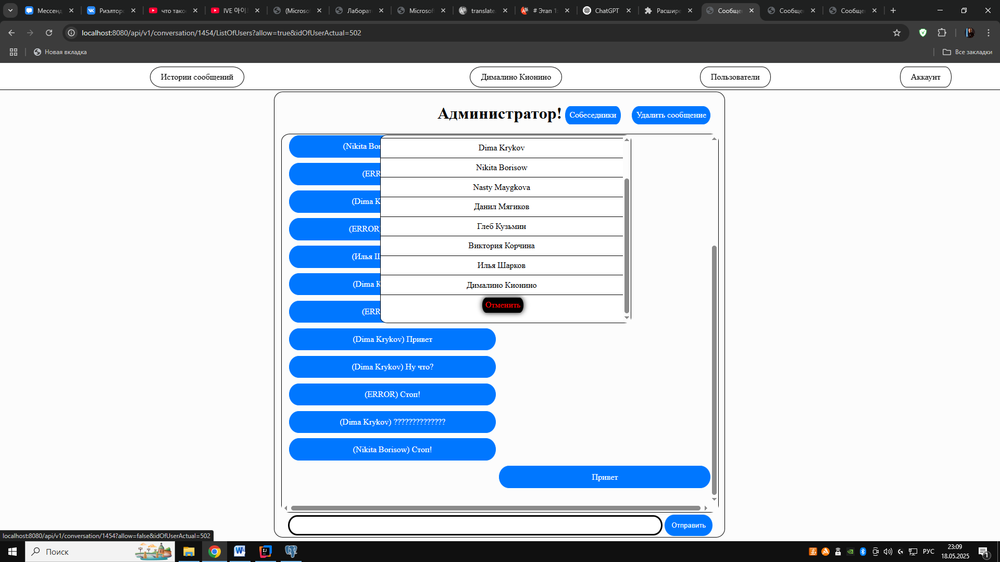 Мессенд
Риэлтор
что тако
IVE 아이
(Microso
Лаборат
Microsof
translate
# Этап 1:
ChatGPT
Расшире
Сообще
Сообще
Сообще
localhost:8080/api/v1/conversation/1454/ListOfUsers?allow=true&idOfUserActual=502
Новая вкладка
Все закладки
Истории сообщений
Дималино Кионино
Пользователи
Аккаунт
Администратор!
Собеседники
Удалить сообщение
(Nikita Bor
(ERR
(Dima K
(ERROR)
(Илья Ш
(Dima K
(ERR
Dima Krykov
Nikita Borisow
Nasty Maygkova
Данил Мягиков
Глеб Кузьмин
Виктория Корчина
Илья Шарков
Дималино Кионино
Отменить
(Dima Krykov) Привет
(Dima Krykov) Ну что?
(ERROR) Стоп!
(Dima Krykov) ??????????????
(Nikita Borisow) Стоп!
Привет
Отправить
localhost:8080/api/v1/conversation/1454?allow=false&idOfUserActual=502
Поиск
РУС
23:09
18.05.2025
1